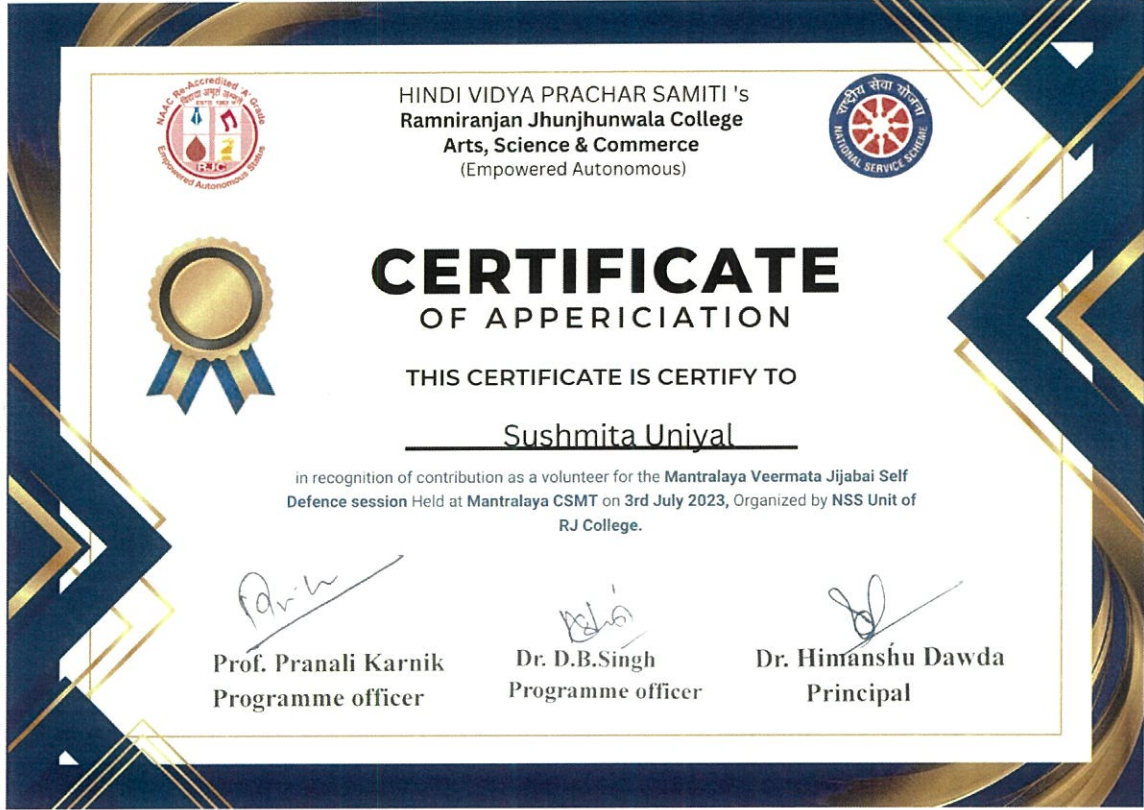 NAAC Re-Accredited 'A' Grade
ESTD. 1963
RJC
Empowered Autonomous Status
HINDI VIDYA PRACHAR SAMITI 's
Ramniranjan Jhunjhunwala College
Arts, Science & Commerce
(Empowered Autonomous)
राष्ट्रीय सेवा योजना
NATIONAL SERVICE SCHEME
CERTIFICATE
OF APPERICIATION
THIS CERTIFICATE IS CERTIFY TO
Sushmita Uniyal
in recognition of contribution as a volunteer for the Mantralaya Veermata Jijabai Self
Defence session Held at Mantralaya CSMT on 3rd July 2023, Organized by NSS Unit of
RJ College.
Prof. Pranali Karnik
Programme officer
Dr. D.B.Singh
Programme officer
Dr. Himanshu Dawda
Principal